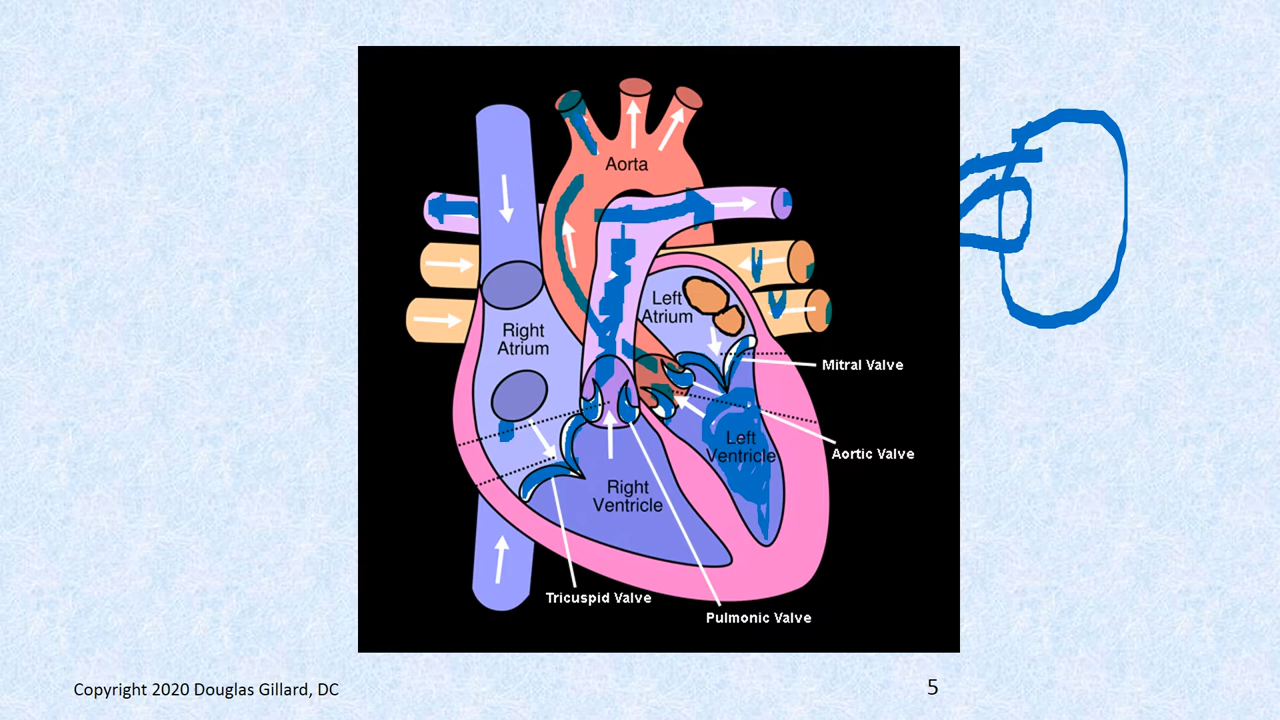 Aorta
Left
Atrium
Right
Atrium
Mitral Valve
Left
Ventricle
Aortic Valve
Right
Ventricle
Tricuspid Valve
Pulmonic Valve
Copyright 2020 Douglas Gillard, DC
5